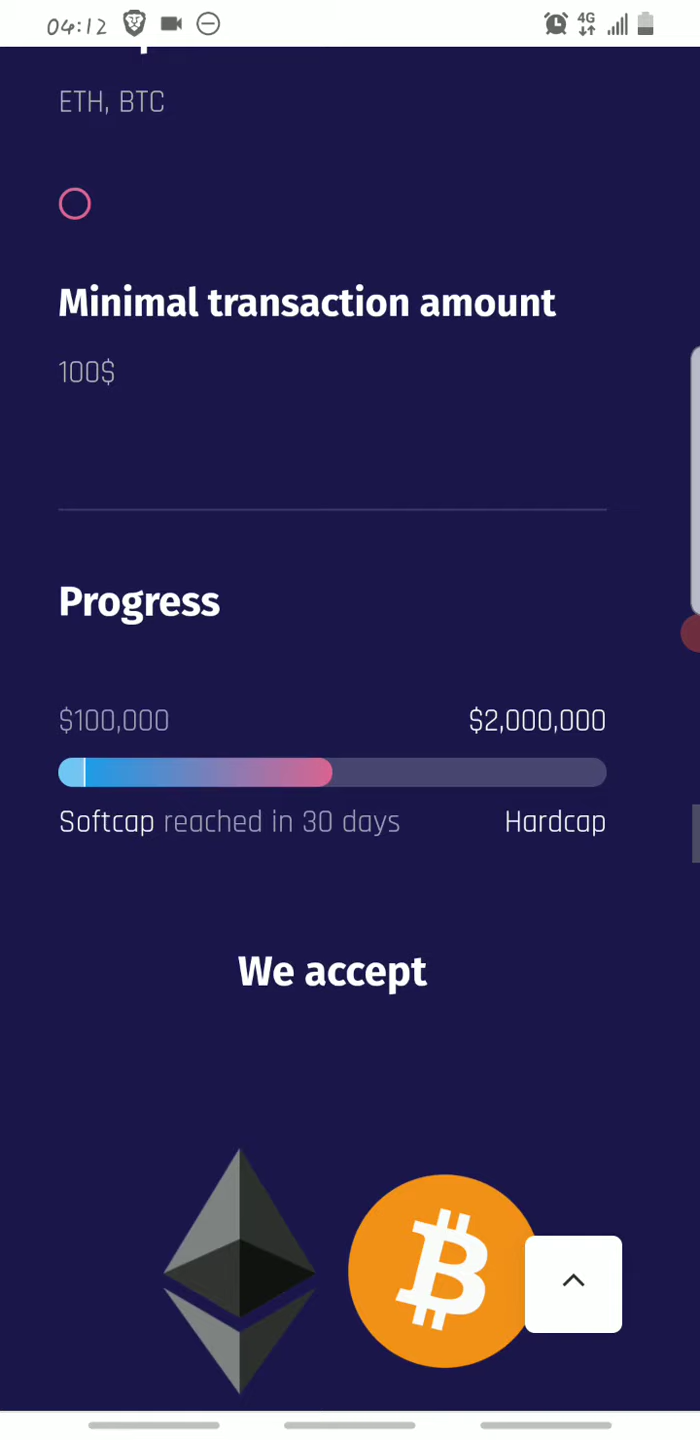 04:12
4G
ETH, BTC
Minimal transaction amount
100$
Progress
$100,000 $2,000,000
Softcap reached in 30 days Hardcap
We accept